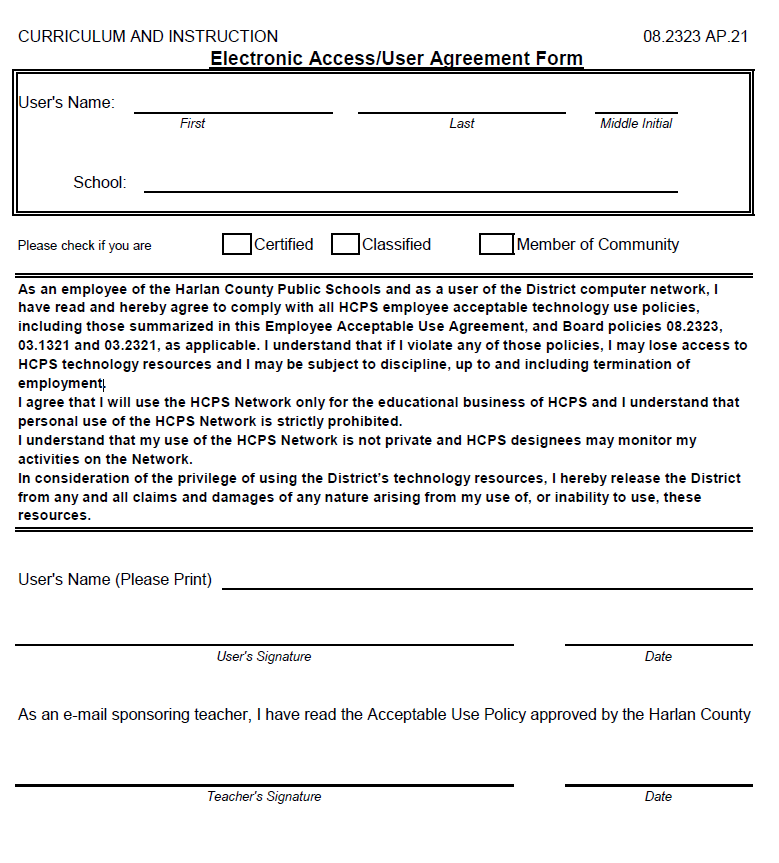 CURRICULUM AND INSTRUCTION 08.2323 AP.21
Electronic Access/User Agreement Form
User's Name:
First Last Middle Initial
School:
Please check if you are Certified Classified Member of Community
As an employee of the Harlan County Public Schools and as a user of the District computer network, I
have read and hereby agree to comply with all HCPS employee acceptable technology use policies,
including those summarized in this Employee Acceptable Use Agreement, and Board policies 08.2323,
03.1321 and 03.2321, as applicable. I understand that if I violate any of those policies, I may lose access to
HCPS technology resources and I may be subject to discipline, up to and including termination of
employment.
I agree that I will use the HCPS Network only for the educational business of HCPS and I understand that
personal use of the HCPS Network is strictly prohibited.
I understand that my use of the HCPS Network is not private and HCPS designees may monitor my
activities on the Network.
In consideration of the privilege of using the District's technology resources, I hereby release the District
from any and all claims and damages of any nature arising from my use of, or inability to use, these
resources.
User's Name (Please Print)
User's Signature Date
As an e-mail sponsoring teacher, I have read the Acceptable Use Policy approved by the Harlan County
Teacher's Signature Date